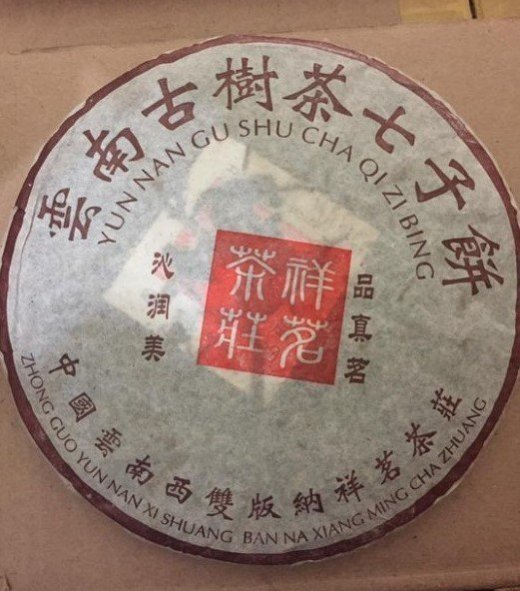 雲南古樹茶七子餅
YUN NAN GU SHU CHA QI ZI BING
品真茗
祥茗
茶莊
沁润美
中國雲南西雙版納祥茗茶莊
ZHONG GUO YUN NAN XI SHUANG BAN NA XIANG MING CHA ZHUANG